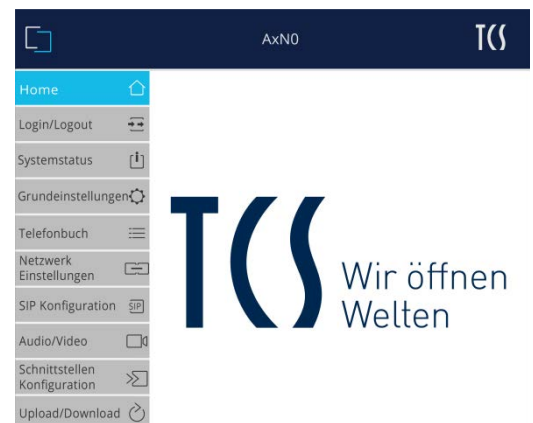 AxN0
TCS
Home
Login/Logout
Systemstatus
Grundeinstellungen
Telefonbuch
Netzwerk
Einstellungen
SIP Konfiguration
SIP
Audio/Video
Schnittstellen
Konfiguration
Upload/Download
TCS
Wir öffnen
Welten